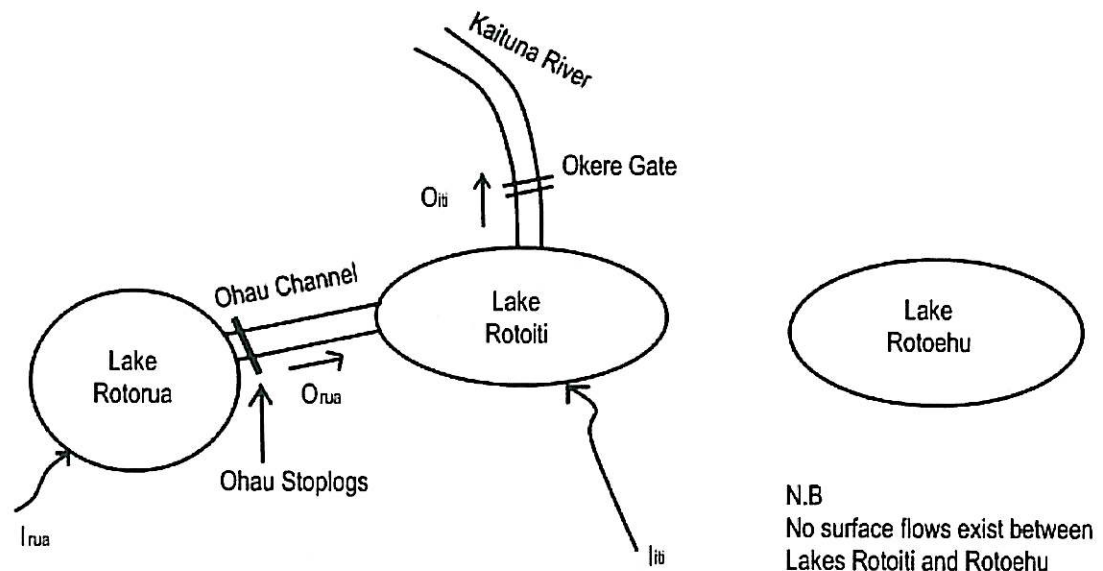 Kaituna River
Okere Gate
Oiti
Ohau Channel
Lake
Rotoiti
Lake
Rotoehu
Lake
Rotorua
Orua
Ohau Stoplogs
N.B
No surface flows exist between
Lakes Rotoiti and Rotoehu
Irua
Iiti